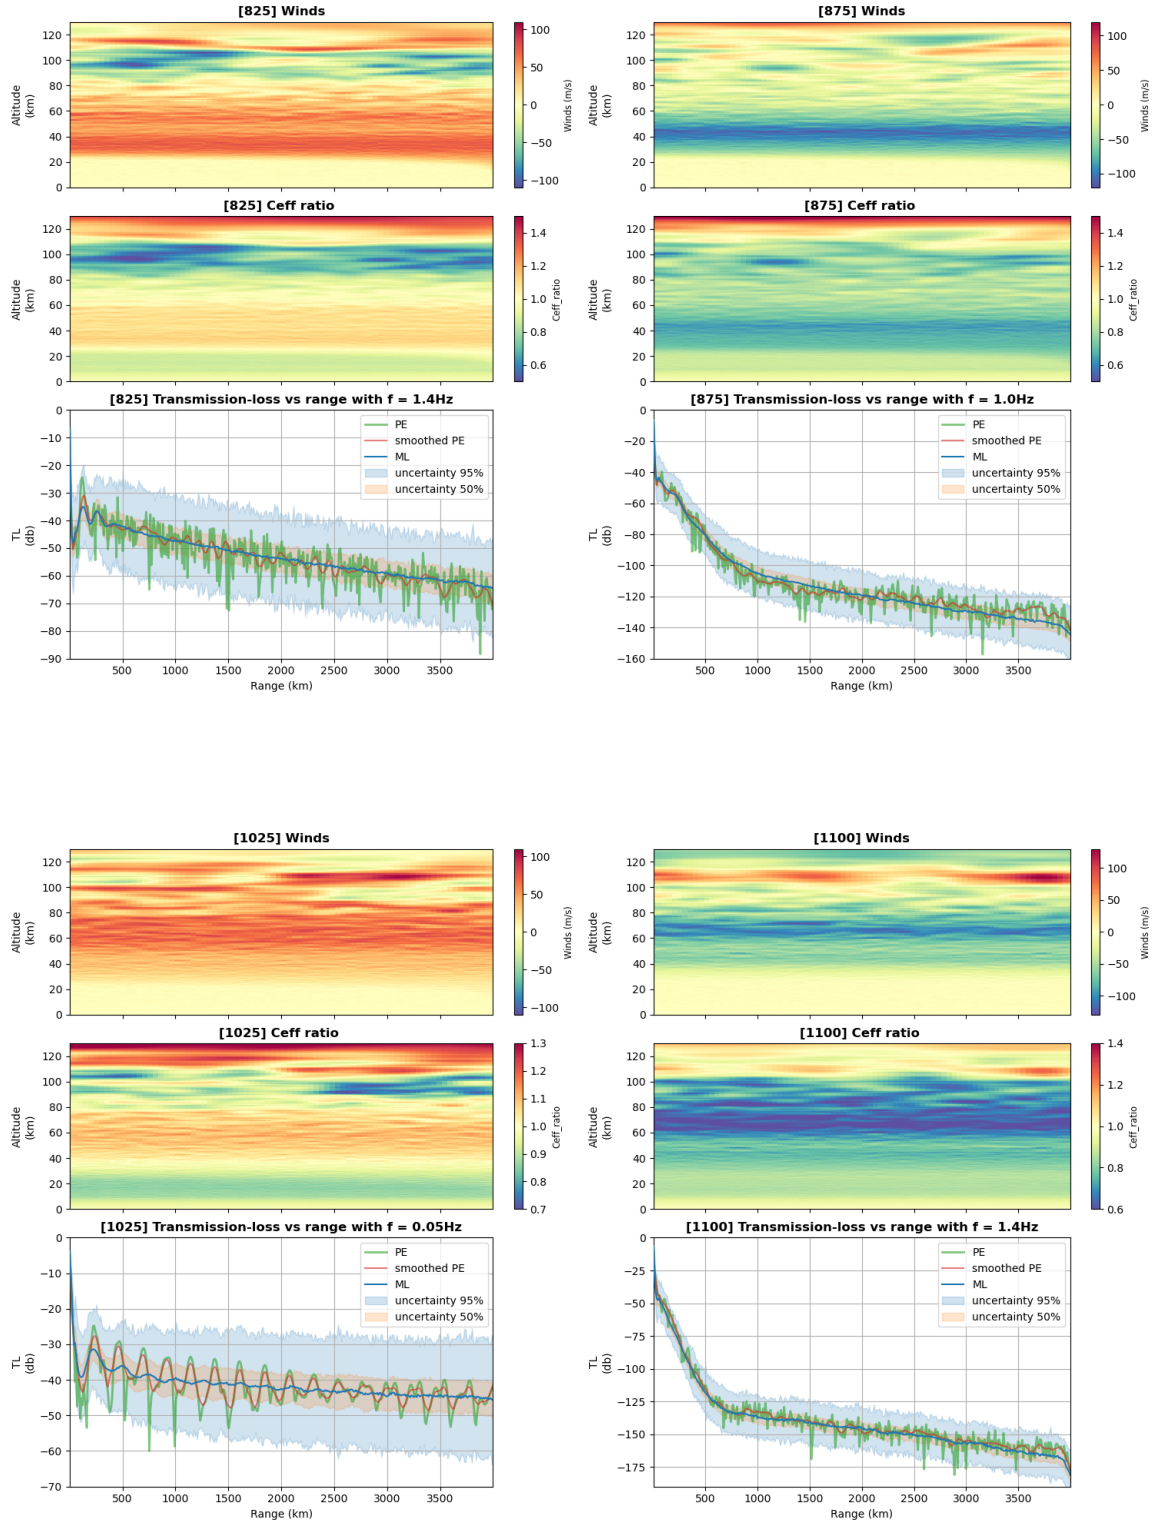 [825] Winds
120
100
80
60
40
20
0
Altitude
(km)
100
50
0
−50
−100
Winds (m/s)
[825] Ceff ratio
120
100
80
60
40
20
0
Altitude
(km)
1.4
1.2
1.0
0.8
0.6
Ceff_ratio
[825] Transmission-loss vs range with f = 1.4Hz
0
−10
−20
−30
−40
−50
−60
−70
−80
−90
TL
(db)
PE
smoothed PE
ML
uncertainty 95%
uncertainty 50%
500 1000 1500 2000 2500 3000 3500
Range (km)
[875] Winds
120
100
80
60
40
20
0
Altitude
(km)
100
50
0
−50
−100
Winds (m/s)
[875] Ceff ratio
120
100
80
60
40
20
0
Altitude
(km)
1.4
1.2
1.0
0.8
0.6
Ceff_ratio
[875] Transmission-loss vs range with f = 1.0Hz
0
−20
−40
−60
−80
−100
−120
−140
−160
TL
(db)
PE
smoothed PE
ML
uncertainty 95%
uncertainty 50%
500 1000 1500 2000 2500 3000 3500
Range (km)
[1025] Winds
120
100
80
60
40
20
0
Altitude
(km)
100
50
0
−50
−100
Winds (m/s)
[1025] Ceff ratio
120
100
80
60
40
20
0
Altitude
(km)
1.3
1.2
1.1
1.0
0.9
0.8
0.7
Ceff_ratio
[1025] Transmission-loss vs range with f = 0.05Hz
0
−10
−20
−30
−40
−50
−60
−70
TL
(db)
PE
smoothed PE
ML
uncertainty 95%
uncertainty 50%
500 1000 1500 2000 2500 3000 3500
Range (km)
[1100] Winds
120
100
80
60
40
20
0
Altitude
(km)
100
50
0
−50
−100
Winds (m/s)
[1100] Ceff ratio
120
100
80
60
40
20
0
Altitude
(km)
1.4
1.2
1.0
0.8
0.6
Ceff_ratio
[1100] Transmission-loss vs range with f = 1.4Hz
0
−25
−50
−75
−100
−125
−150
−175
TL
(db)
PE
smoothed PE
ML
uncertainty 95%
uncertainty 50%
500 1000 1500 2000 2500 3000 3500
Range (km)